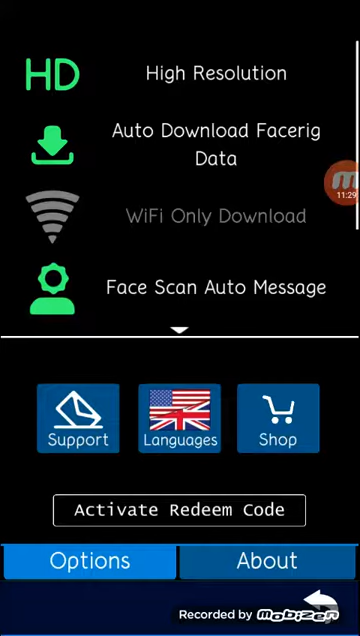 HD
High Resolution
Auto Download Facerig
Data
WiFi Only Download
11:29
Face Scan Auto Message
Support
Languages
Shop
Activate Redeem Code
Options
About
Recorded by mobizen